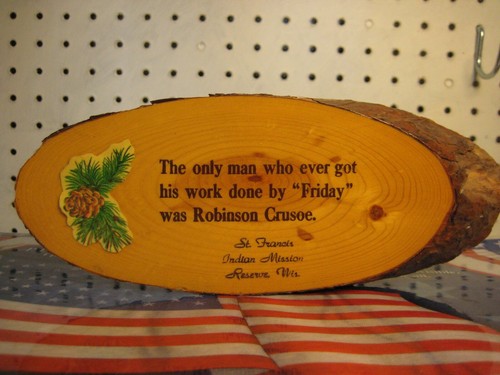 The only man who ever got
his work done by "Friday"
was Robinson Crusoe.
St. Francis
Indian Mission
Reserve Wis.